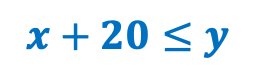 x + 20 ≤ y